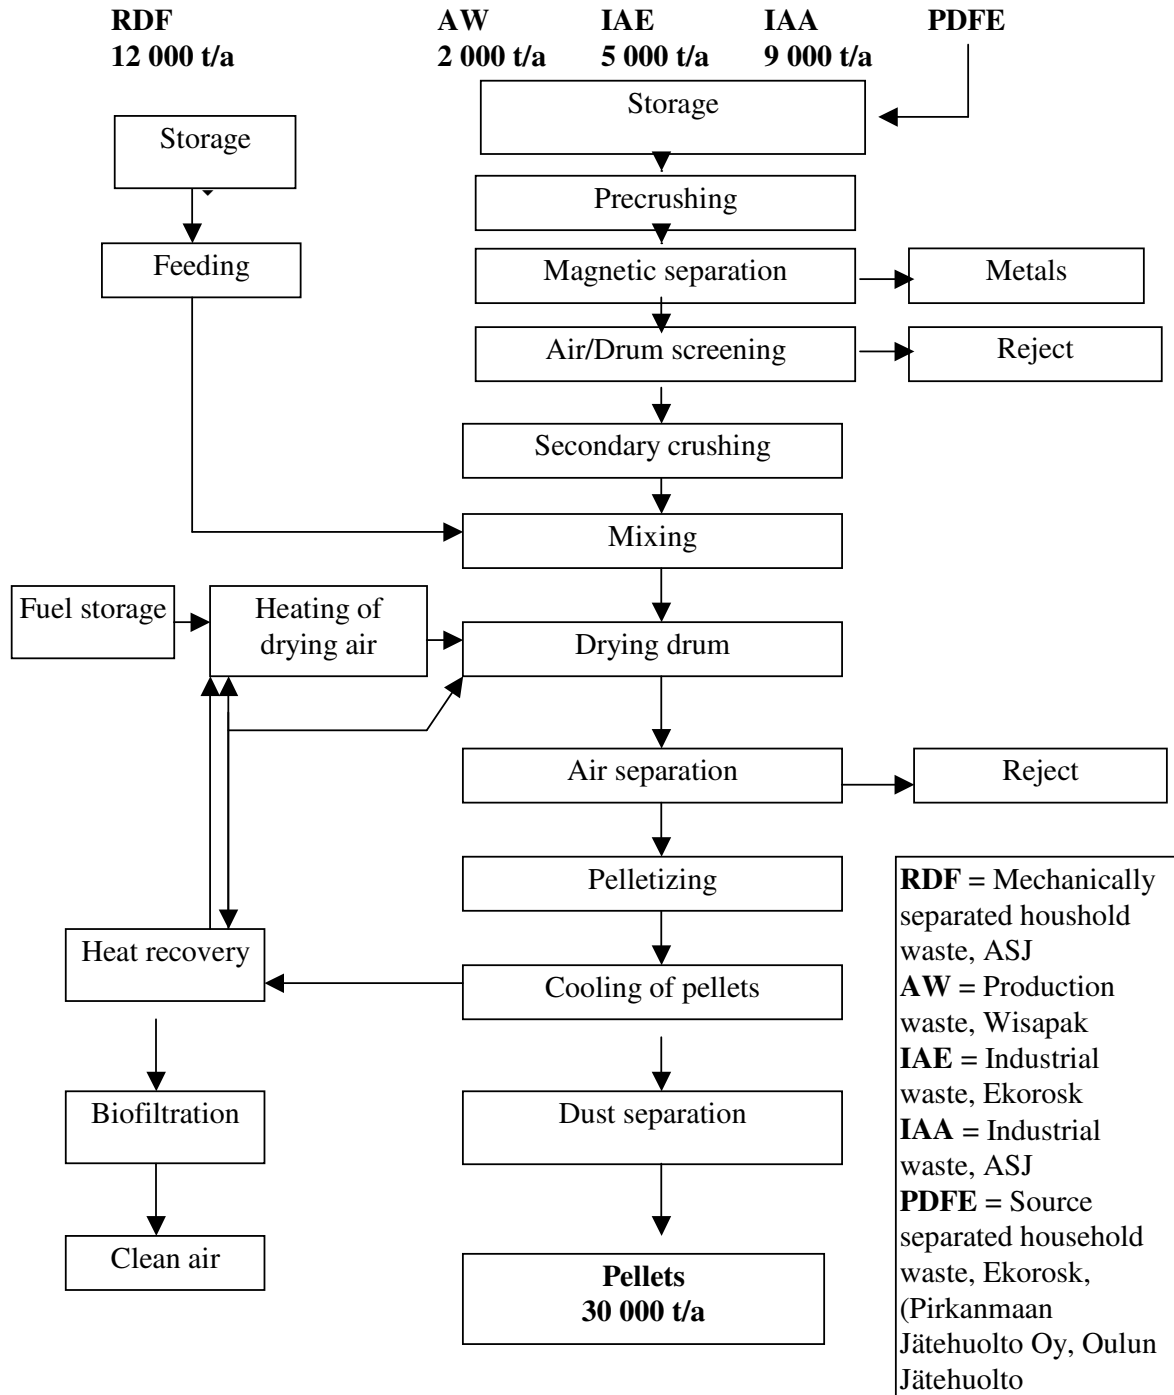 RDF
12 000 t/a
AW
2 000 t/a
IAE
5 000 t/a
IAA
9 000 t/a
PDFE
Storage
Storage
Precrushing
Feeding
Magnetic separation
Metals
Air/Drum screening
Reject
Secondary crushing
Mixing
Fuel storage
Heating of
drying air
Drying drum
Air separation
Reject
Pelletizing
Heat recovery
Cooling of pellets
Biofiltration
Dust separation
Clean air
Pellets
30 000 t/a
RDF = Mechanically
separated houshold
waste, ASJ
AW = Production
waste, Wisapak
IAE = Industrial
waste, Ekorosk
IAA = Industrial
waste, ASJ
PDFE = Source
separated household
waste, Ekorosk,
(Pirkanmaan
Jätehuolto Oy, Oulun
Jätehuolto